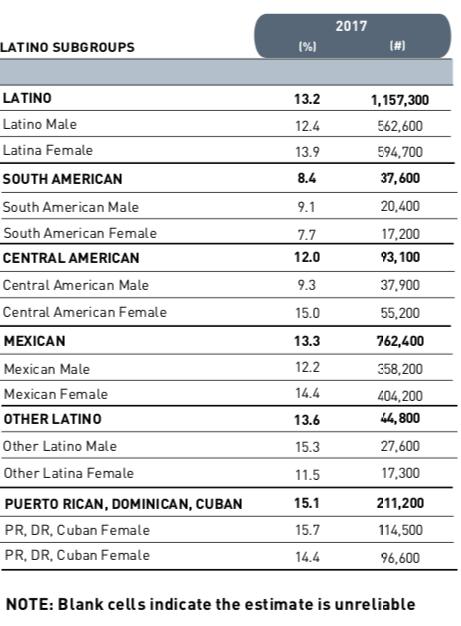 2017
LATINO SUBGROUPS (%) (#)
LATINO 13.2 1,157,300
Latino Male 12.4 562,600
Latina Female 13.9 594,700
SOUTH AMERICAN 8.4 37,600
South American Male 9.1 20,400
South American Female 7.7 17,200
CENTRAL AMERICAN 12.0 93,100
Central American Male 9.3 37,900
Central American Female 15.0 55,200
MEXICAN 13.3 762,400
Mexican Male 12.2 358,200
Mexican Female 14.4 404,200
OTHER LATINO 13.6 44,800
Other Latino Male 15.3 27,600
Other Latina Female 11.5 17,300
PUERTO RICAN, DOMINICAN, CUBAN 15.1 211,200
PR, DR, Cuban Female 15.7 114,500
PR, DR, Cuban Female 14.4 96,600
NOTE: Blank cells indicate the estimate is unreliable